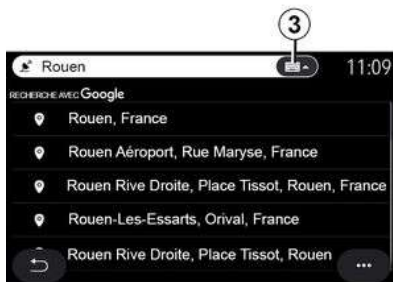 3
Rouen
11:09
RECHERCHE AVEC Google
Rouen, France
Rouen Aéroport, Rue Maryse, France
Rouen Rive Droite, Place Tissot, Rouen, France
Rouen-Les-Essarts, Orival, France
Rouen Rive Droite, Place Tissot, Rouen